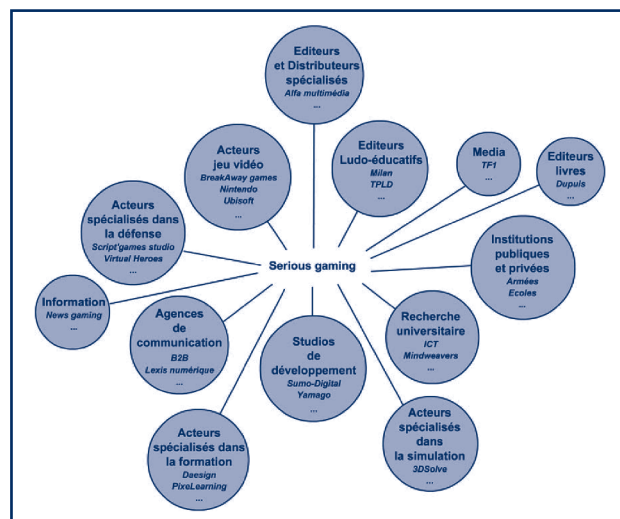 Editeurs
et Distributeurs
spécialisés
Alfa multimédia
...
Acteurs
jeu vidéo
BreakAway games
Nintendo
Ubisoft
...
Editeurs
Ludo-éducatifs
Milan
TPLD
...
Media
TF1
...
Editeurs
livres
Dupuis
...
Acteurs
spécialisés dans
la défense
Script'games studio
Virtual Heroes
...
Serious gaming
Institutions
publiques
et privées
Armées
Ecoles
...
Information
News gaming
...
Agences
de
communication
B2B
Lexis numérique
...
Studios
de
développement
Sumo-Digital
Yamago
...
Recherche
universitaire
ICT
Mindweavers
...
Acteurs
spécialisés dans
la formation
Daesign
PixeLearning
...
Acteurs
spécialisés
dans
la simulation
3DSolve
...